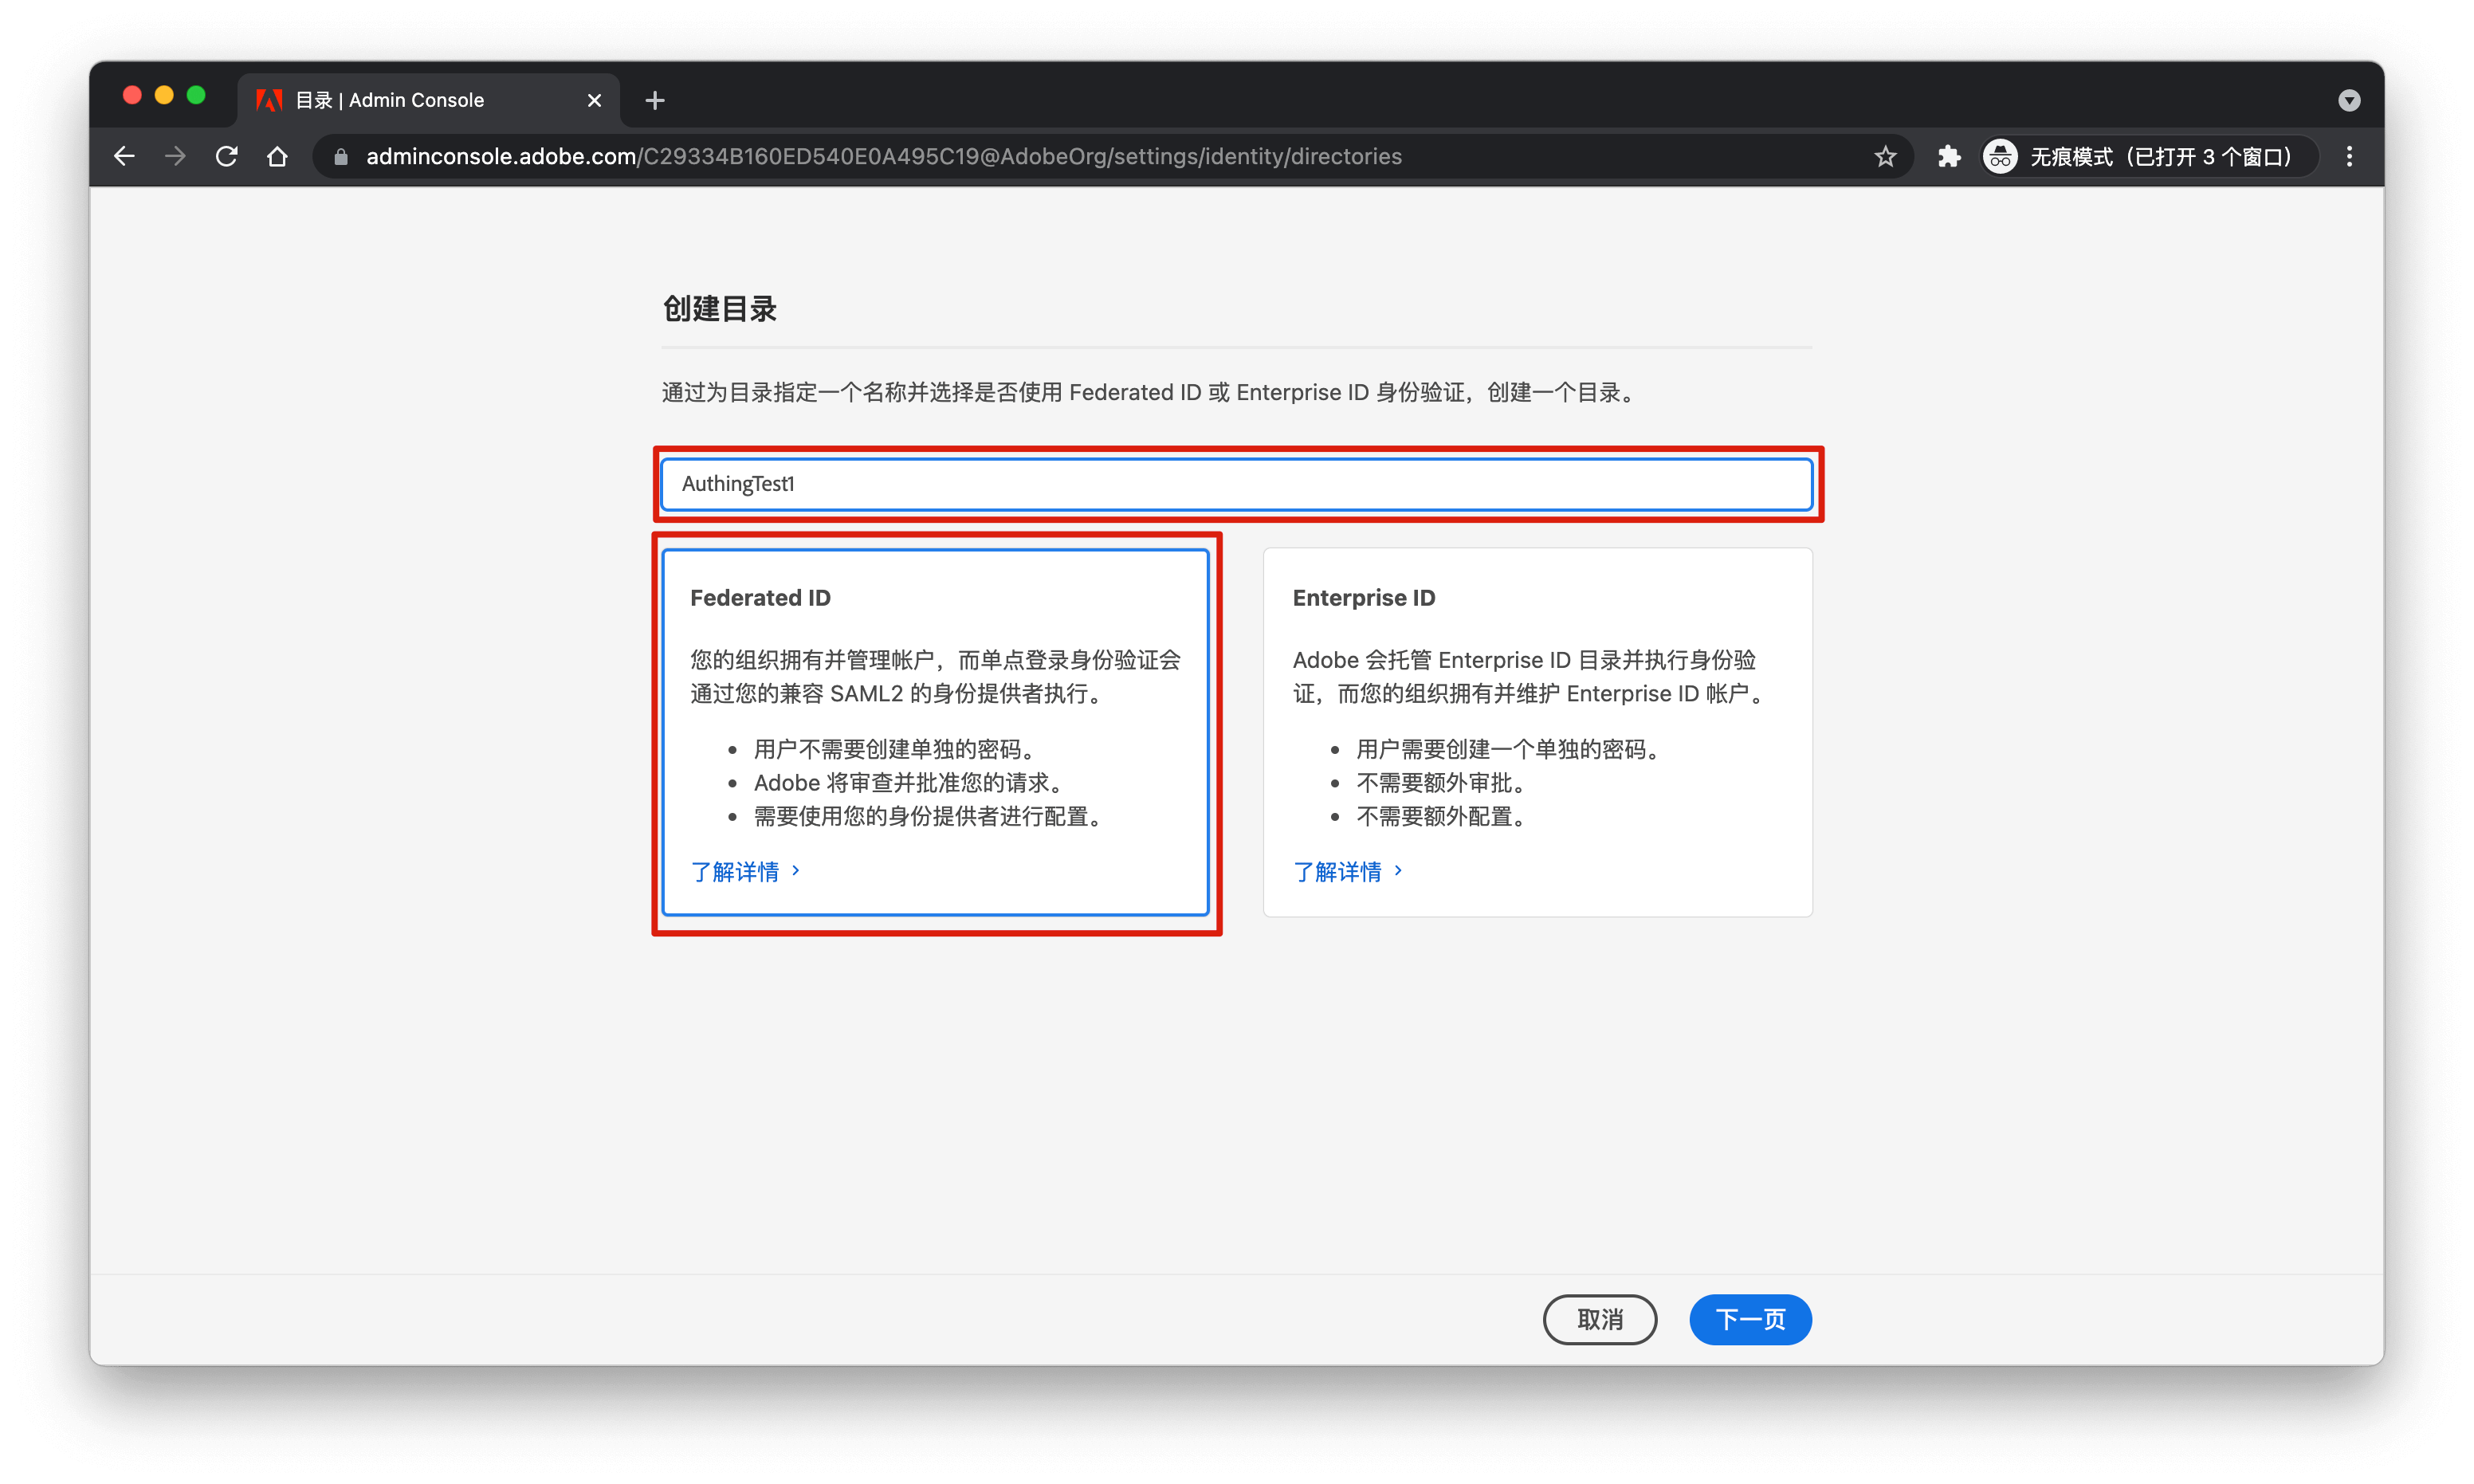 目录 | Admin Console
adminconsole.adobe.com/C29334B160ED540E0A495C19@AdobeOrg/settings/identity/directories
无痕模式（已打开 3 个窗口）
创建目录
通过为目录指定一个名称并选择是否使用 Federated ID 或 Enterprise ID 身份验证，创建一个目录。
AuthingTest1
Federated ID
您的组织拥有并管理帐户，而单点登录身份验证会
通过您的兼容 SAML2 的身份提供者执行。
• 用户不需要创建单独的密码。
• Adobe 将审查并批准您的请求。
• 需要使用您的身份提供者进行配置。
了解详情 ›
Enterprise ID
Adobe 会托管 Enterprise ID 目录并执行身份验
证，而您的组织拥有并维护 Enterprise ID 帐户。
• 用户需要创建一个单独的密码。
• 不需要额外审批。
• 不需要额外配置。
了解详情 ›
取消
下一页